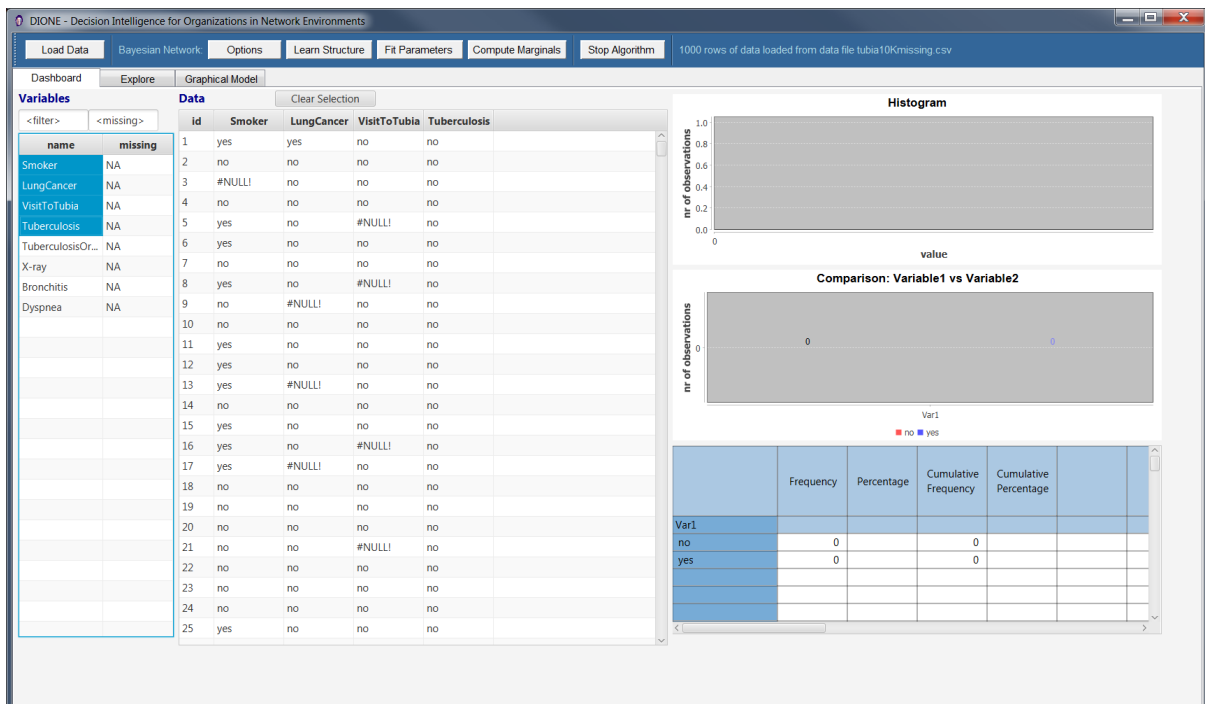 DIONE - Decision Intelligence for Organizations in Network Environments
Load Data Bayesian Network: Options Learn Structure Fit Parameters Compute Marginals Stop Algorithm 1000 rows of data loaded from data file tubia10Kmissing.csv
Dashboard Explore Graphical Model
Variables
<filter> <missing>
name missing
Smoker NA
LungCancer NA
VisitToTubia NA
Tuberculosis NA
TuberculosisOr... NA
X-ray NA
Bronchitis NA
Dyspnea NA
Data Clear Selection
id Smoker LungCancer VisitToTubia Tuberculosis
1 yes yes no no
2 no no no no
3 #NULL! no no no
4 no no no no
5 yes no #NULL! no
6 yes no no no
7 no no no no
8 yes no #NULL! no
9 no #NULL! no no
10 no no no no
11 yes no no no
12 yes no no no
13 yes #NULL! no no
14 no no no no
15 yes no no no
16 yes no #NULL! no
17 yes #NULL! no no
18 no no no no
19 no no no no
20 no no no no
21 no no #NULL! no
22 no no no no
23 no no no no
24 no no no no
25 yes no no no
Histogram
nr of observations
1.0
0.8
0.6
0.4
0.2
0.0
0
value
Comparison: Variable1 vs Variable2
nr of observations
0
0 0
Var1
no yes
Frequency Percentage Cumulative Frequency Cumulative Percentage
Var1
no 0 0
yes 0 0